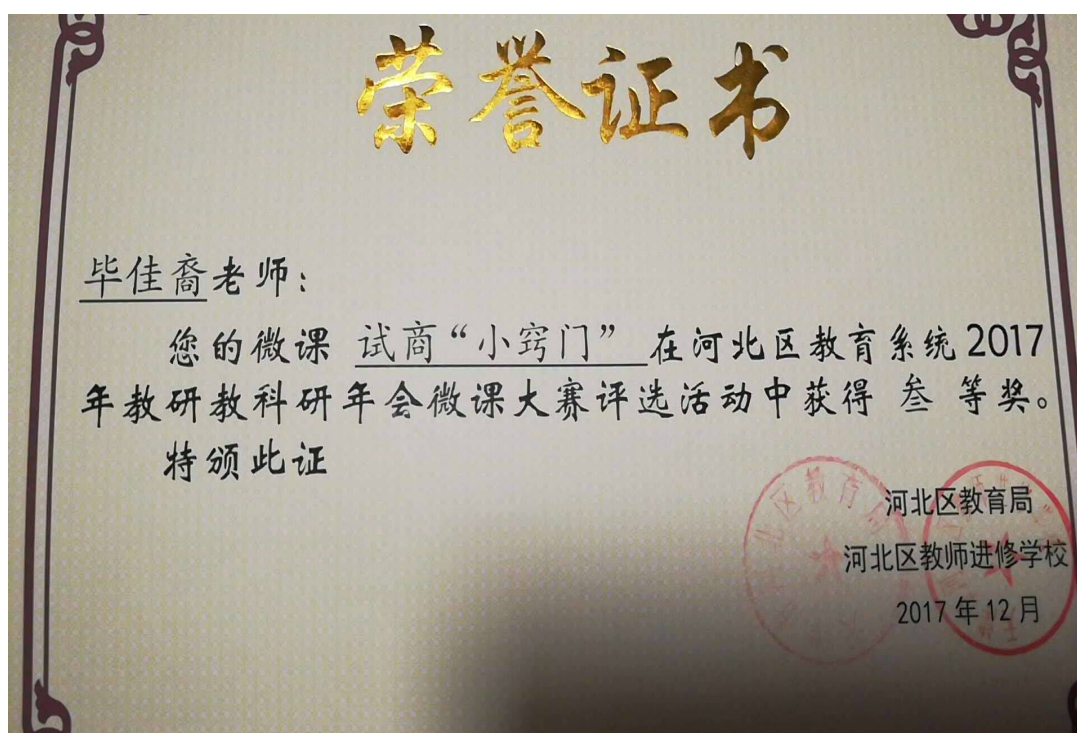 荣誉证书
毕佳裔老师：
您的微课 试商“小窍门” 在河北区教育系统2017
年教研教科研年会微课大赛评选活动中获得 叁 等奖。
特颁此证
河北区教育局
河北区教师进修学校
2017年12月